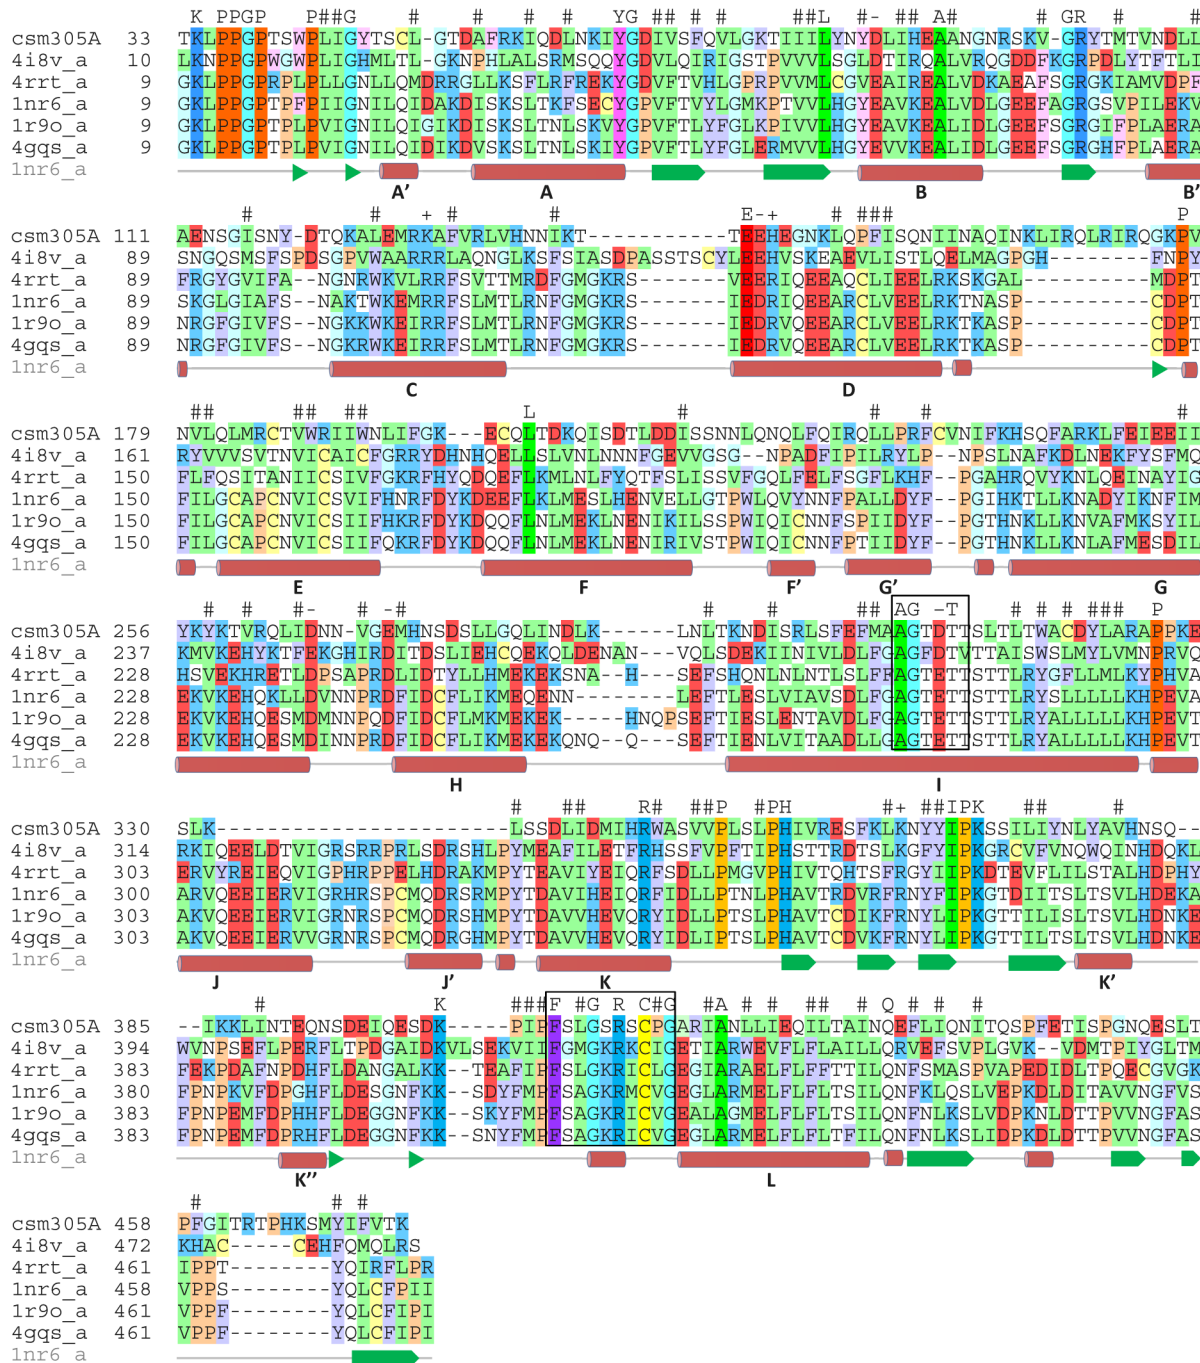 K PPGP P##IG # # # # YG ## # # ##L #- ## A# # GR # #
csm305A 33 TKLPPGPTSWPLIGYTSCL-GTDAFRKIQDLNKIYGDIVSFQVLGKTIIILYNYDLIHEAANGNRSKV-GRYTMTVNDLL
4i8v_a 10 LKNPPGPWGWPLIGHMLTL-GKNPHLALSRMSQQYGDVLQIRIGSTPVVVLSGLDTIRQALVRQGDDFKGRPDLYTFTLI
4rrt_a 9 GKLPPGPRPLPLLGNLLQMDRRGLLKSFLRFREKYGDVFTVHLGPRPVVMLCGVEAIREALVDKAEAFSGRGKIAMVDPF
1nr6_a 9 GKLPPGPTPFPIIGNILQIDAKDISKSLTKFSECYGPVFTVYLGMKPTVVLHGYEAVKEALVDLGEEFAGRGSVPILEKV
1r9o_a 9 GKLPPGPTPLPVIGNILQIGIKDISKSLTNLSKVYGPVFTLYFGLKPIVVLHGYEAVKEALIDLGEEFSGRGIFPLAERA
4gqs_a 9 GKLPPGPTPLPVIGNILQIDIKDVSKSLTNLSKIYGPVFTLYFGLERMVVLHGYEVVKEALIDLGEEFSGRGHFPLAERA
1nr6_a
A' A B B'
# # + # # E-+ # ### P
csm305A 111 AENSGISNY-DTQKALEMRKAFVRLVHNNIKT-----------TEEHEGNKLQPFISQNIINAQINKLIRQLRIRQGKPV
4i8v_a 89 SNGQSMSFSPDSGPVWAARRRLAQNGLKSFSIASDPASSTSCYLEEHVSKEAEVLISTLQELMAGPGH------FNPY
4rrt_a 89 FRGYGVIFA--NGNRWKVLRRFSVTTMRDFGMGKRS-------VEERIQEEAQCLIEELRKSKGAL--------MDPT
1nr6_a 89 SKGLGIAFS--NAKTWKEMRRFSLMTLRNFGMGKRS-------IEDRIQEEARCLVEELRKTNASP--------CDPT
1r9o_a 89 NRGFGIVFS--NGKKWKEIRRFSLMTLRNFGMGKRS-------IEDRVQEEARCLVEELRKTKASP--------CDPT
4gqs_a 89 NRGFGIVFS--NGKRWKEIRRFSLMTLRNFGMGKRS-------IEDRVQEEARCLVEELRKTKASP--------CDPT
1nr6_a
C D
## ## ## L # # # #
csm305A 179 NVLQLMRCTVWRIIWNLIFGK---ECQLTDKQISDTLDDISSNNLQNQNLFQIRQLLPRFCVNIFKHSQFARKLFEIEEII
4i8v_a 161 RYVVVSVTNVICAICFGRRYDHNHQELLSLVNLNNNFGEVVGSG--NPADFIPILRYLP--NPSLNAFKDLNEKFYSFMQ
4rrt_a 150 FLFQSITANIICSIVFGKRFHYQDQEFLKMLNLFYQTFSLISSVFGQLFELFSGFLKHF--PGAHRQVYKNLQEINAYIG
1nr6_a 150 FILGCAPCNVICSVIFHNRFDYKDEEFLKLMESLHENVELLGTPWLQVYNNFPALLDYF--PGIHKTLLKNADYIKNFIM
1r9o_a 150 FILGCAPCNVICSIIFHKRFDYKDQQFLNLMEKLNENIKILSSPWIQICNNFSPIIDYF--PGTHNKLLKNVAFMKSYIL
4gqs_a 150 FILGCAPCNVICSIIFQKRFDYKDQQFLNLMEKLNENIRIVSTPWIQICNNFPTIIDYF--PGTHNKLLKNLAFMESDIL
1nr6_a
E F F' G' G
# # #- -# # # ## AG -T # # # ### P
csm305A 256 YKYKTVRQLIDNN-VGEMHNSDSLLGQLINDLK------LNLTKNDISRLSFEFMAAGTDTTSLTLTWACDYLARAPPKE
4i8v_a 237 KMVKEHYKTFEKGHIRDITDSLIEHCQEKQLDENAN---VQLSDEKIINIVLDLFGAGFDTVTTAISWSLMYLVMNPRVQ
4rrt_a 228 HSVEKHRETLDPSAPRDLIDTYLLHMEKEKSNA--H---SEFSHQNLNLNTLSLFFAGTETTSTTLRYGFLLMLKYPHVA
1nr6_a 228 EKVKEHQKLLDVNNPRDFIDCFLIKMEQENN--------LEFTLESLVIAVSDLFGAGTETTSTTLRYSLLLLLKHPEVA
1r9o_a 228 EKVKEHQESMDMNNPQDFIDCFLMKMEKEK----HNQPSEFTIESLENTAVDLFGAGTETTSTTLRYALLLLLKHPEVT
4gqs_a 228 EKVKEHQESMDINNPRDFIDCFLIKMEKEKQNQ--Q---SEFTIENLVITAADLLGAGTETTSTTLRYALLLLLKHPEVT
1nr6_a
H I
# ## R# ##P #PH #+ ##IPK ## #
csm305A 330 SLK-----------------------LSSDLIDMIHRWASVVPLSLPHIVRESFKLKNYYIPKSSILIYNLYAVHNSQ--
4i8v_a 314 RKIQEELDTVIGRSRRPRLSDRSHLPYMEAFILETFRHSSFVPFTIPHSTTRDTSLKGFYIPKGRCVFVNQWQINHDQKL
4rrt_a 303 ERVYREIEQVIGPHRPPELHDRAKMPYTEAVIYEIQRFSDLLPMGVPHIVTQHTSFRGYIIPKDTEVFLILSTALHDPHY
1nr6_a 300 ARVQEEIERVIGRHRSPCMQDRSRMPYTDAVIHEIQRFIDLLPTNLPHAVTRDVRFRNYFIPKGTDIITSLTSVLHDEKA
1r9o_a 303 AKVQEEIERVIGRNRSPCMQDRSHMPYTDAVVHEVQRYIDLLPTSLPHAVTCDIKFRNYLIPKGTTILISLTSVLHDNKE
4gqs_a 303 AKVQEEIERVVGRNRSPCMQDRGHMPYTDAVVHEVQRYIDLIPTSLPHAVTCDVKFRNYLIPKGTTILTSLTSVLHDNKE
1nr6_a
J J' K K'
# K ###F #G R C#G #A # # ## # Q # # #
csm305A 385 --IKKLINTEQNSDEIQESDK-----PIPFSLGSRSCPGARIANLLIEQILTAINQEFLIQNITQSPFETISPGNQESLT
4i8v_a 394 WVNPSEFLPERFLTPDGAIDKVLSEKVIPFGMGKRKCIGETIARWEVFLFLAILLQRVEFSVPLGVK--VDMTPIYGLTM
4rrt_a 383 FEKPDAFNPDHFLDANGALKK--TEAFIPFSLGKRICLGEGIARAELFLFFTTILQNFSMASPVAPEDIDLTPQECGVGK
1nr6_a 380 FPNPKVFDPGHFLDESGNFKK--SDYFMPFSAGKRMCVGEGLARMELFLFLTSILQNFKLQSLVEPKDLDITAVVNGFVS
1r9o_a 383 FPNPEMFDPHHFLDEGGNFKK--SKYFMPFSAGKRICVGEALAGMELFLFLTSILQNFNLKSLVDPKNLDTTPVVNGFAS
4gqs_a 383 FPNPEMFDPRHFLDEGGNFKK--SNYFMPFSAGKRICVGEGLARMELFLFLTFILQNFNLKSLIDPKDLDTTPVVNGFAS
1nr6_a
K'' L
# # #
csm305A 458 PFGITRTPHKSMYIFVTK
4i8v_a 472 KHAC-----CEHFQMQLRS
4rrt_a 461 IPPT--------YQIRFLPR
1nr6_a 458 VPPS--------YQLCFPII
1r9o_a 461 VPPF--------YQLCFIPI
4gqs_a 461 VPPF--------YQLCFIPI
1nr6_a